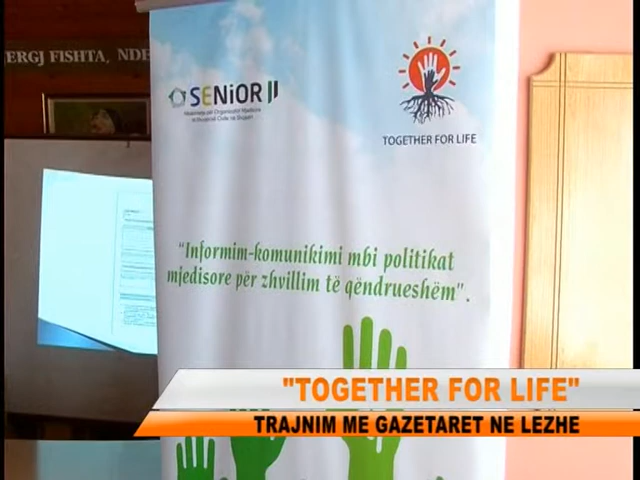 ERGJ FISHTA, NDE
SENiOR II
TOGETHER FOR LIFE
"Informim-komunikimi mbi politikat
mjedisore për zhvillim të qëndrueshëm".
"TOGETHER FOR LIFE"
TRAJNIM ME GAZETARET NE LEZHE